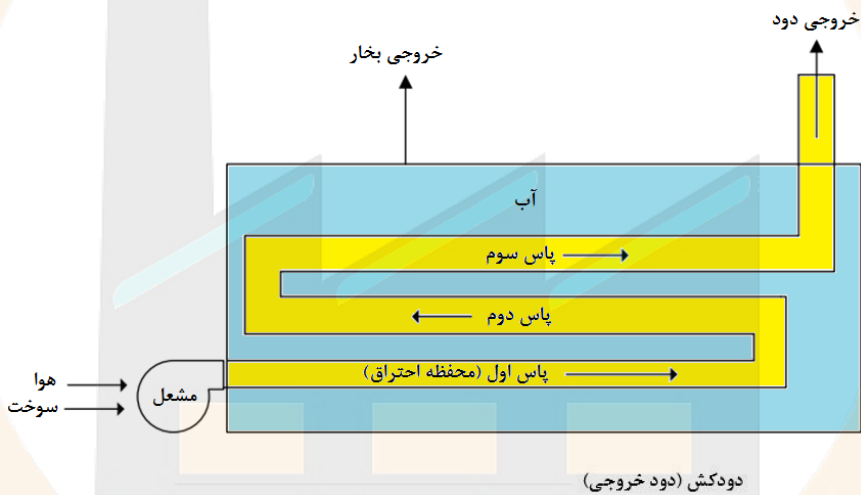 خروجی دود
خروجی بخار
آب
پاس سوم
پاس دوم
پاس اول (محفظه احتراق)
هوا
مشعل
سوخت
دودکش (دود خروجی)